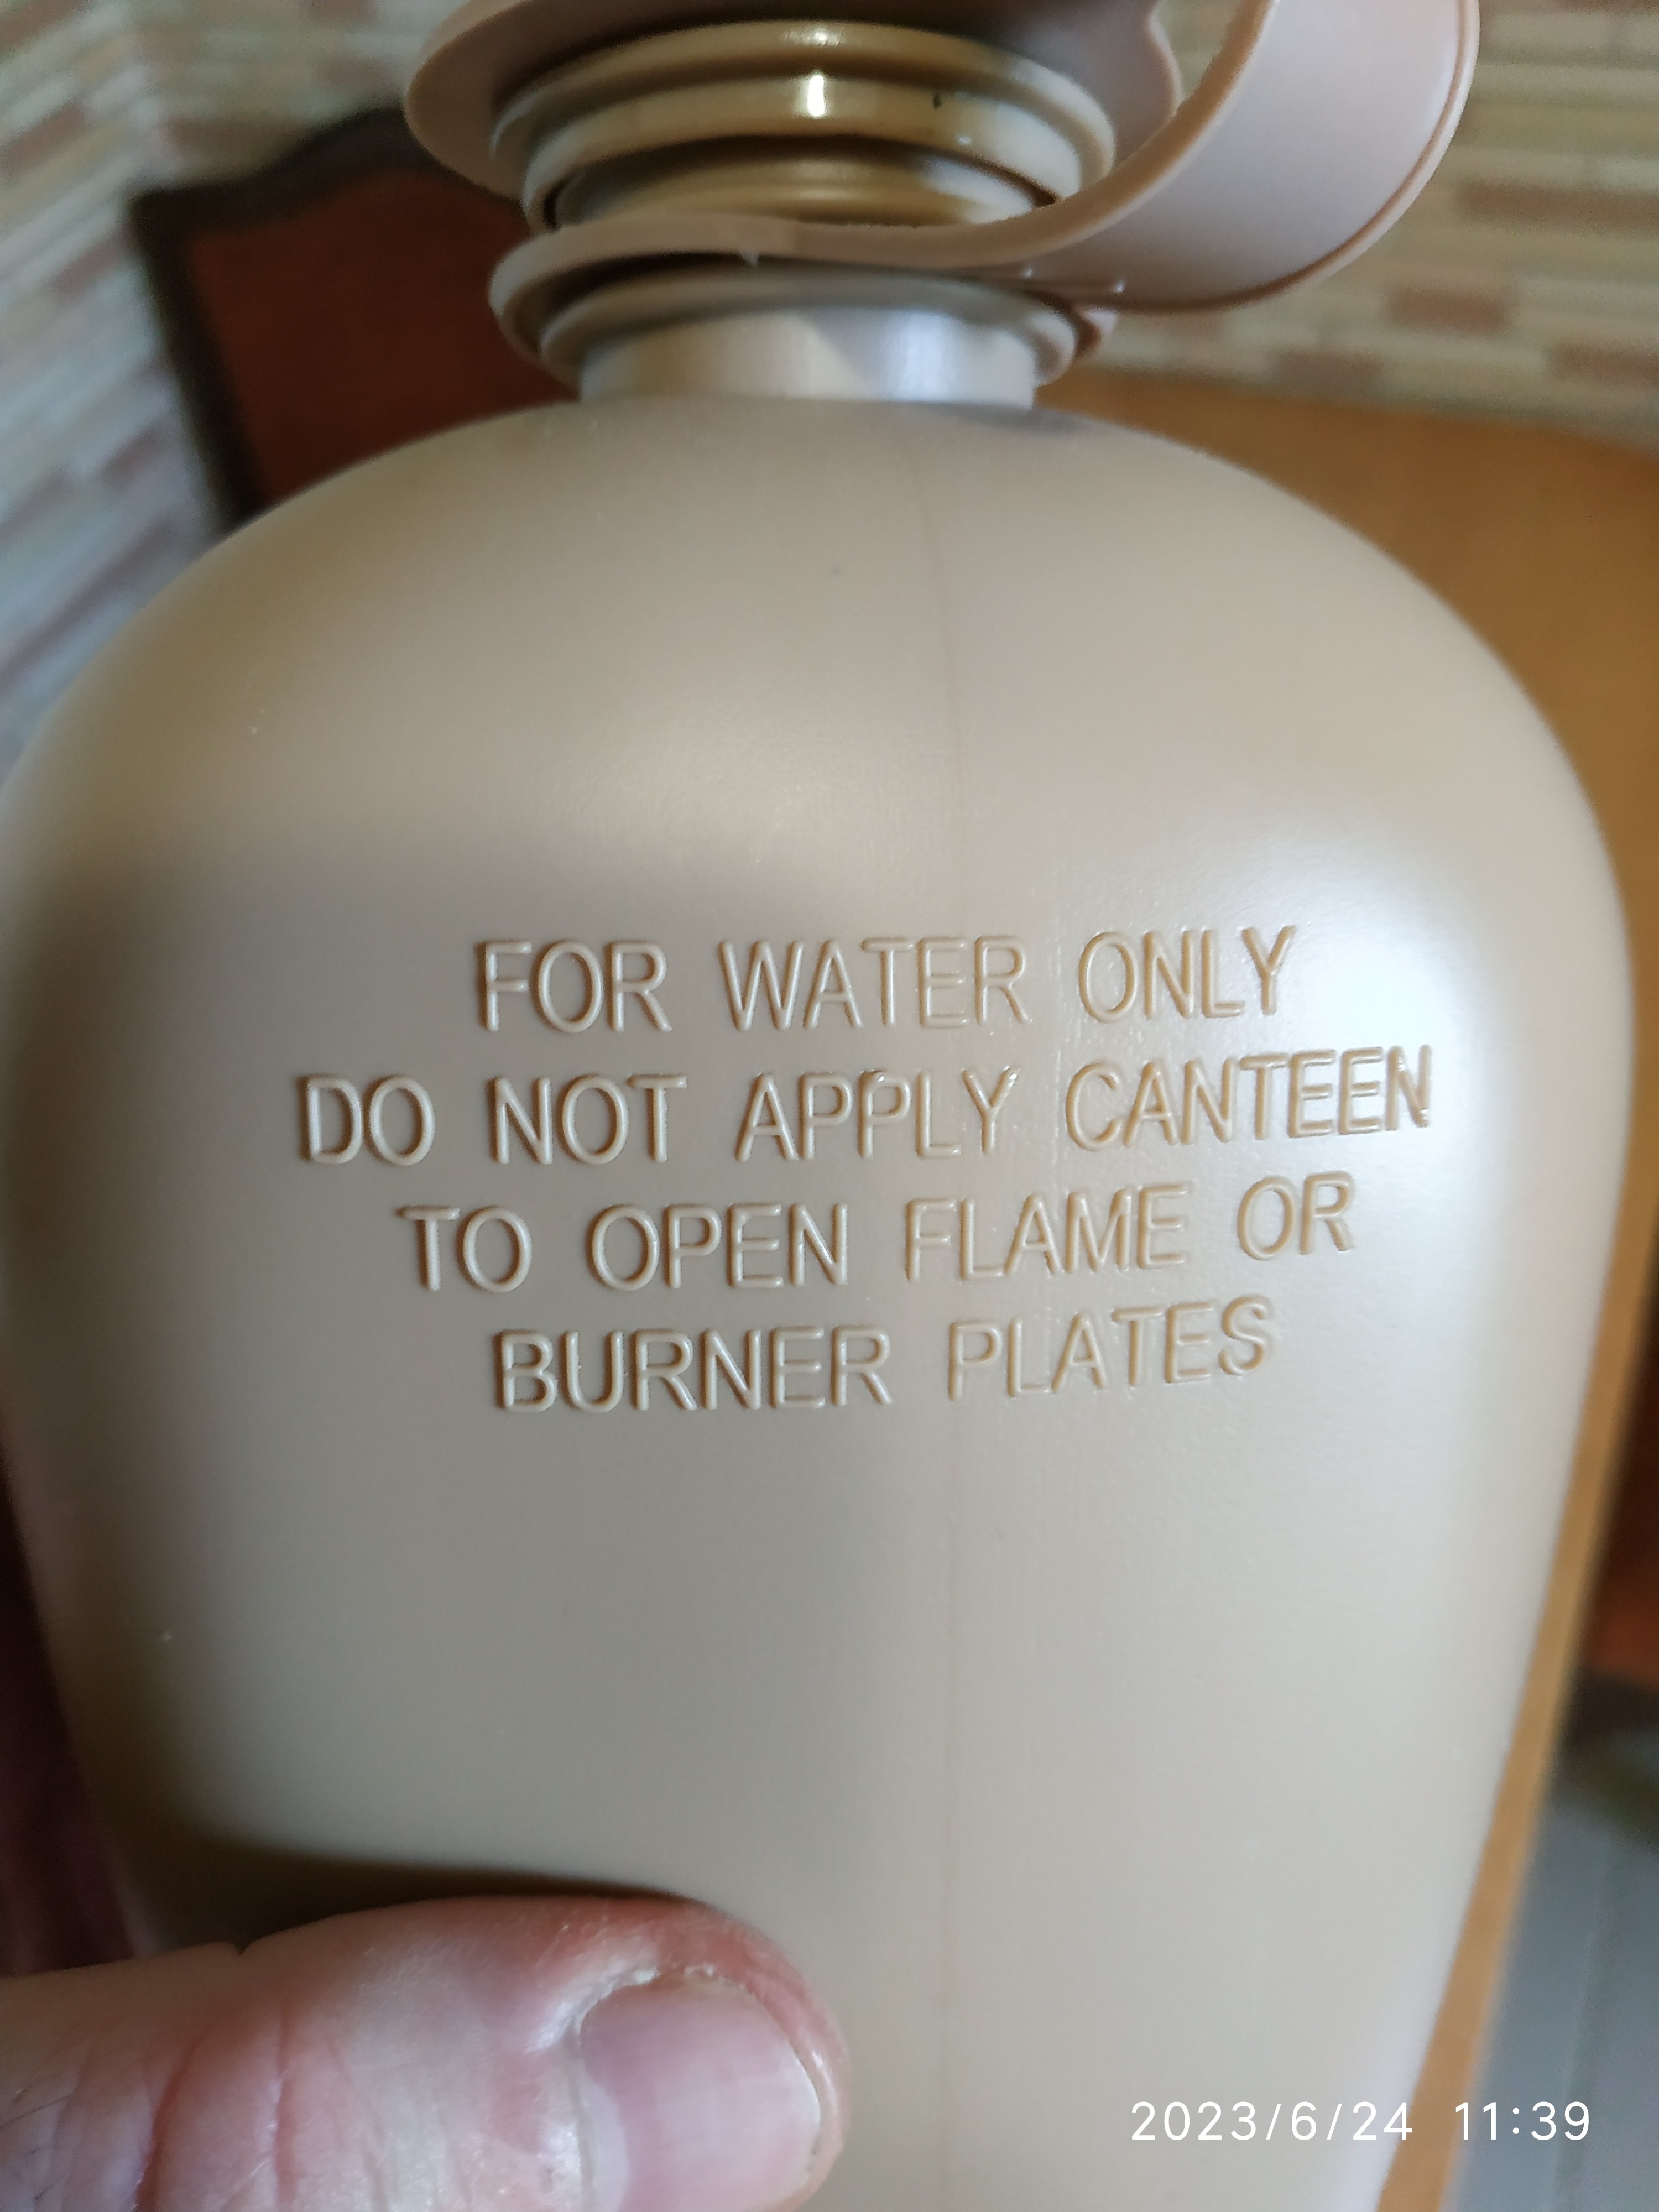 FOR WATER ONLY
DO NOT APPLY CANTEEN
TO OPEN FLAME OR
BURNER PLATES
2023/6/24 11:39